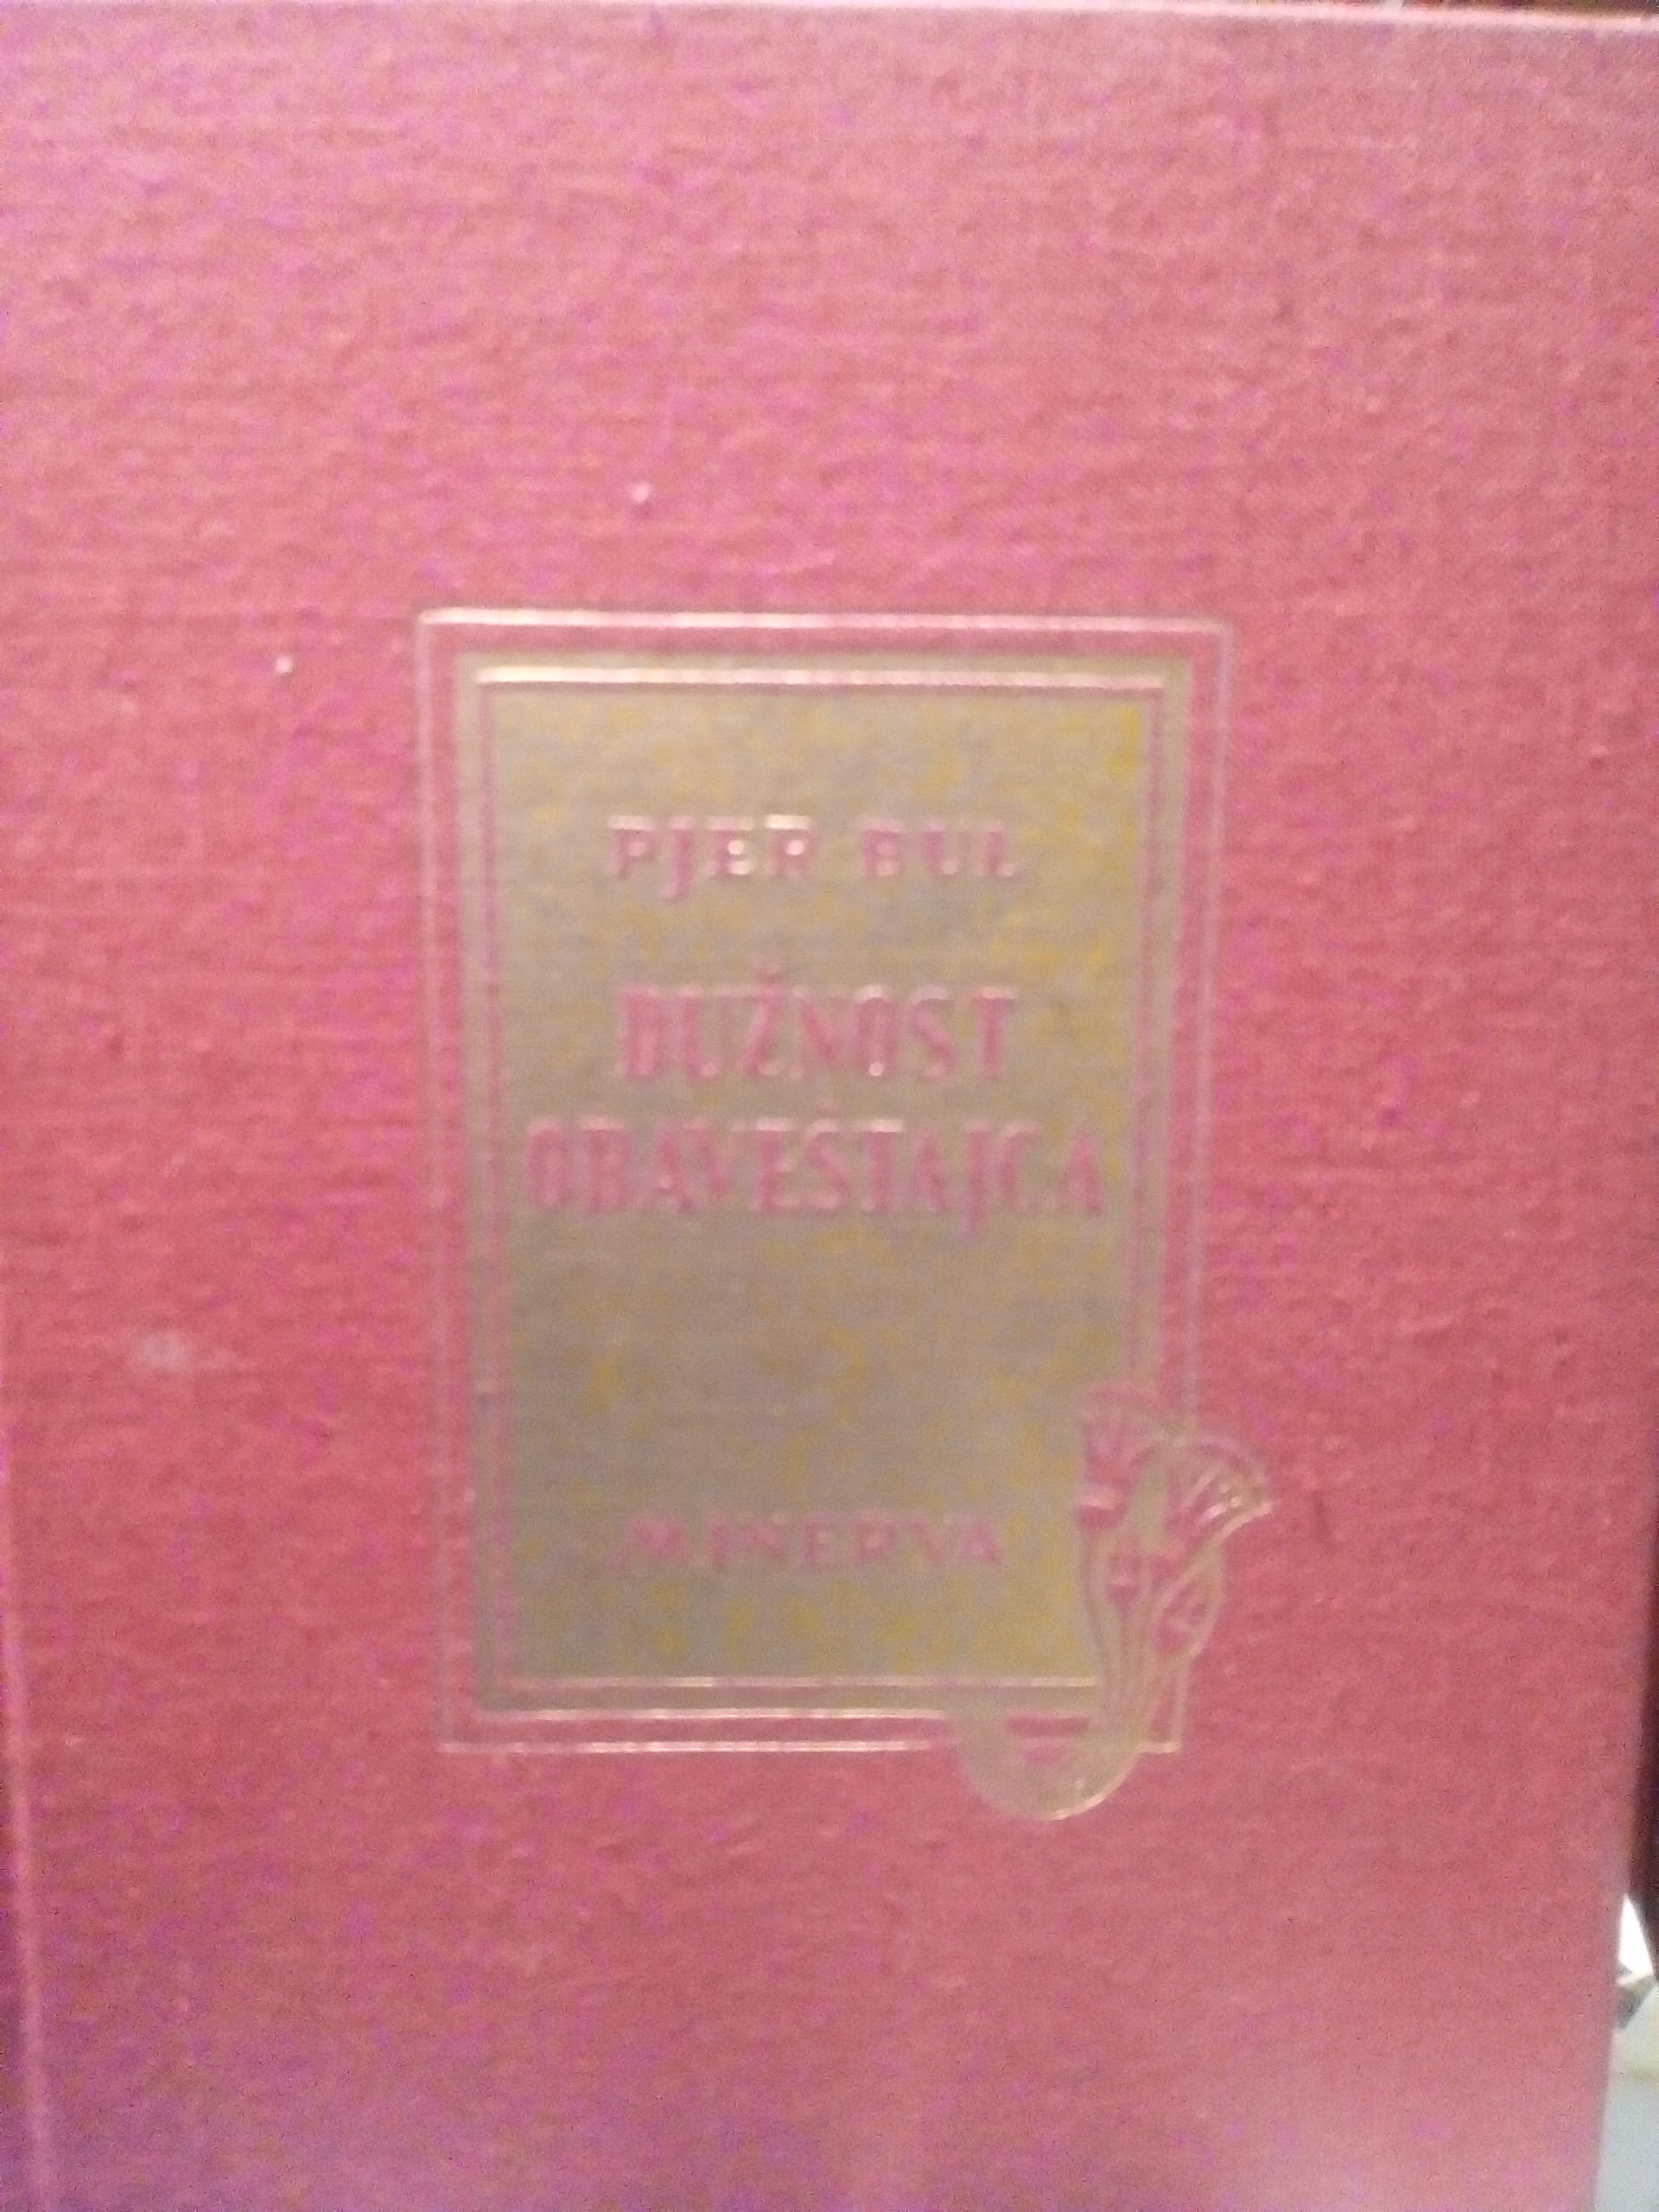 PJER BUL
DUŽNOST
OBAVEŠTAJCA
MINERVA